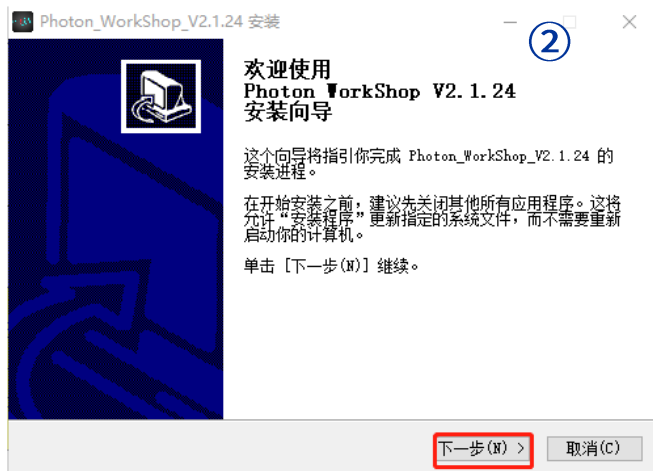 Photon_WorkShop_V2.1.24 安装
②
欢迎使用
Photon WorkShop V2.1.24
安装向导
这个向导将指引你完成 Photon_WorkShop_V2.1.24 的
安装进程。
在开始安装之前，建议先关闭其他所有应用程序。这将
允许“安装程序”更新指定的系统文件，而不需要重新
启动你的计算机。
单击 [下一步(N)] 继续。
下一步(N) >
取消(C)